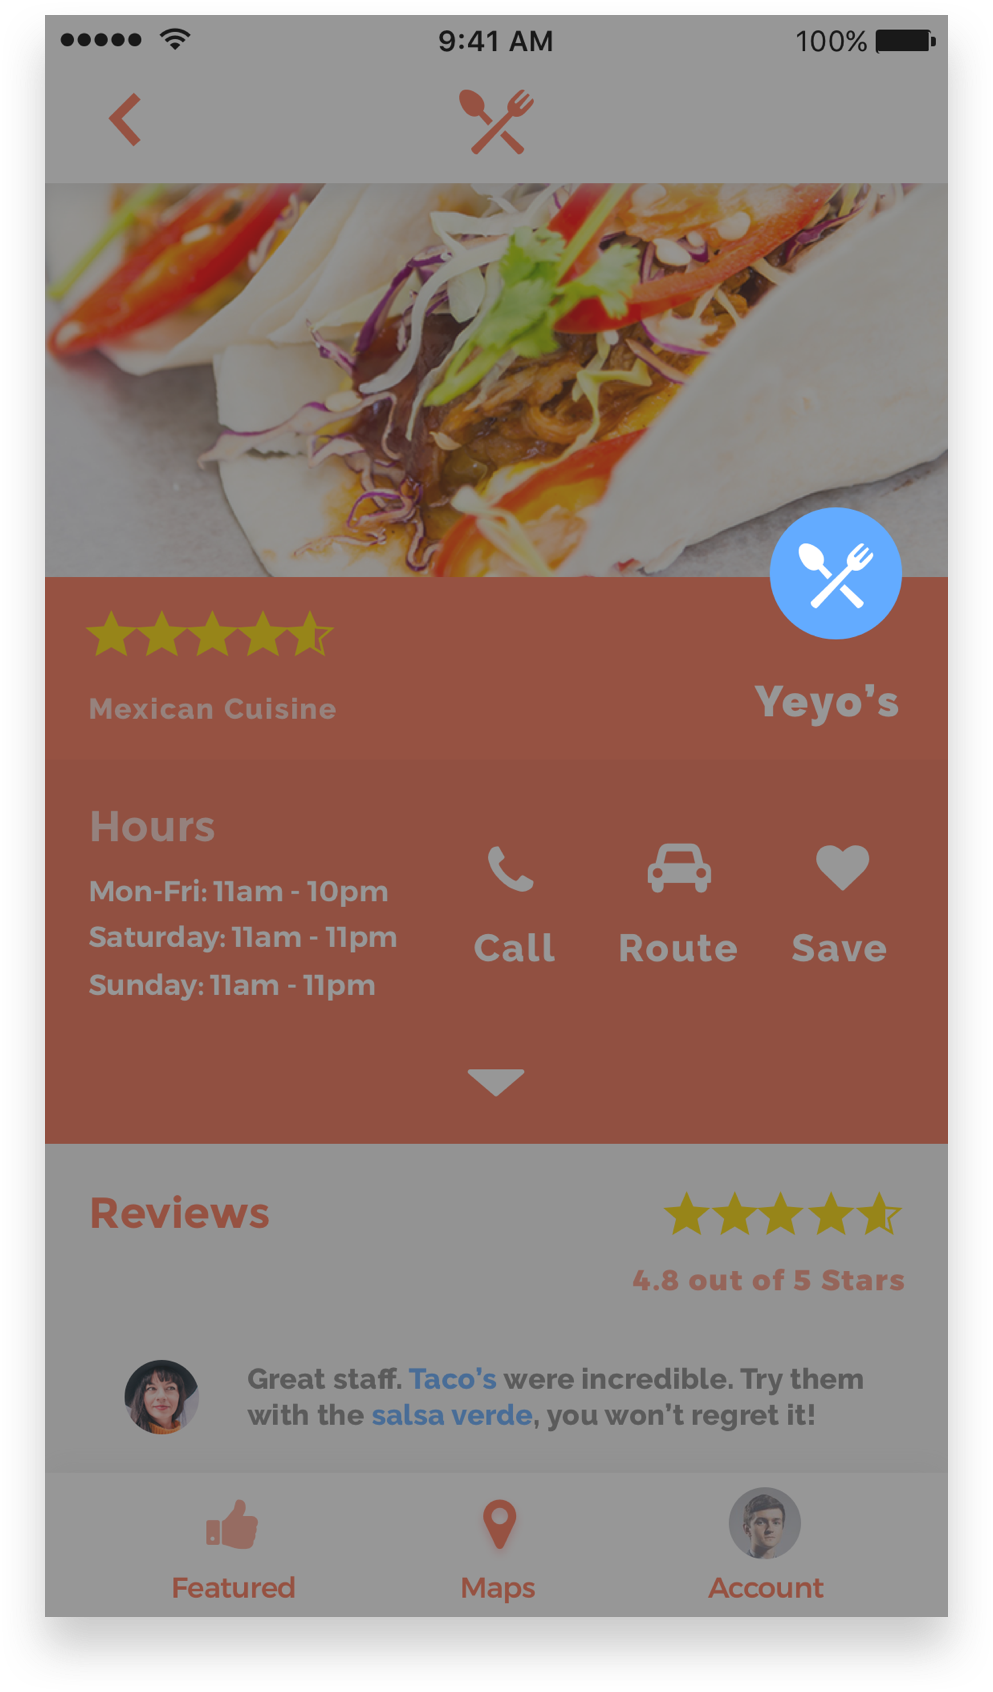 9:41 AM
100%
Mexican Cuisine
Yeyo’s
Hours
Mon-Fri: 11am - 10pm
Saturday: 11am - 11pm
Sunday: 11am - 11pm
Call
Route
Save
Reviews
4.8 out of 5 Stars
Great staff. Taco’s were incredible. Try them
with the salsa verde, you won’t regret it!
Featured
Maps
Account